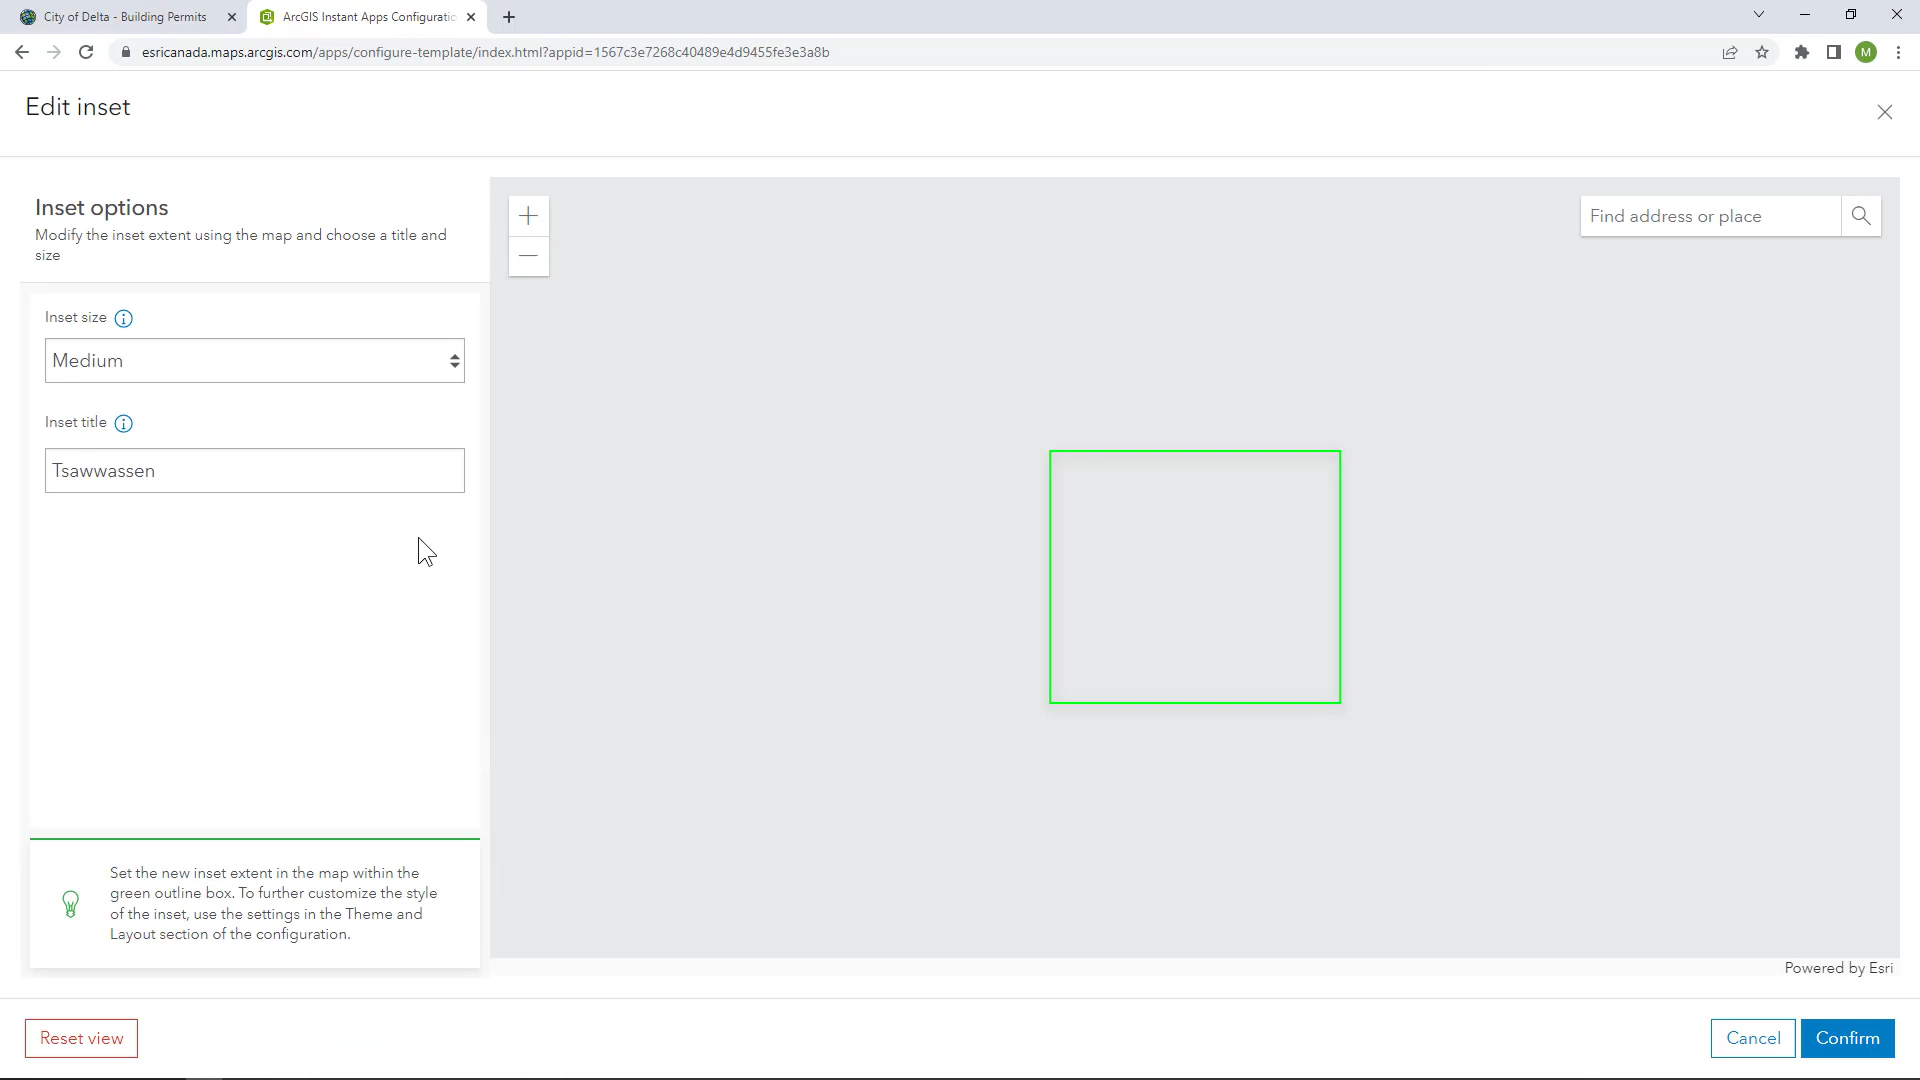 City of Delta - Building Permits
ArcGIS Instant Apps Configuratic
esricanada.maps.arcgis.com/apps/configure-template/index.html?appid=1567c3e7268c40489e4d9455fe3e3a8b
M
Edit inset
Inset options
Modify the inset extent using the map and choose a title and
size
Find address or place
Inset size
Medium
Inset title
Tsawwassen
Set the new inset extent in the map within the
green outline box. To further customize the style
of the inset, use the settings in the Theme and
Layout section of the configuration.
Powered by Esri
Reset view
Cancel
Confirm